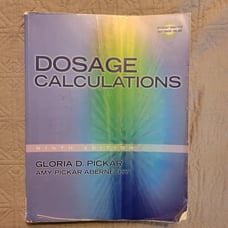 DOSAGE
CALCULATIONS
NINTH EDITION
GLORIA D. PICKAR
AMY PICKAR ABERNETHY